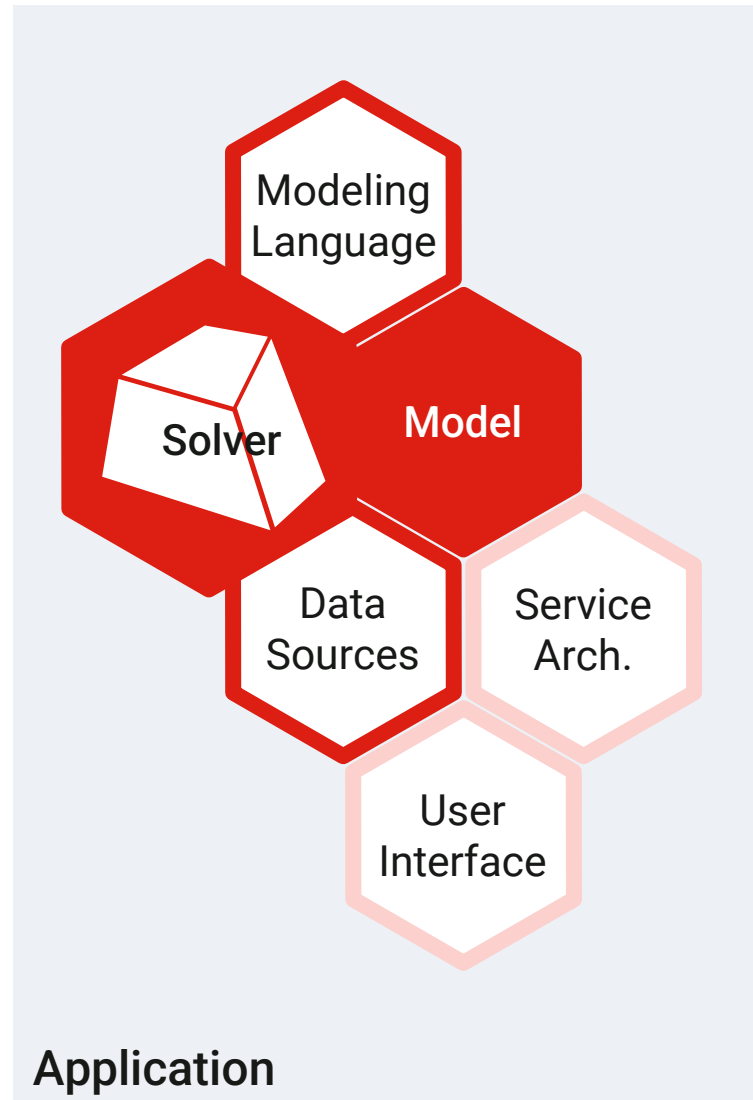 Modeling
Language
Solver
Model
Data
Sources
Service
Arch.
User
Interface
Application